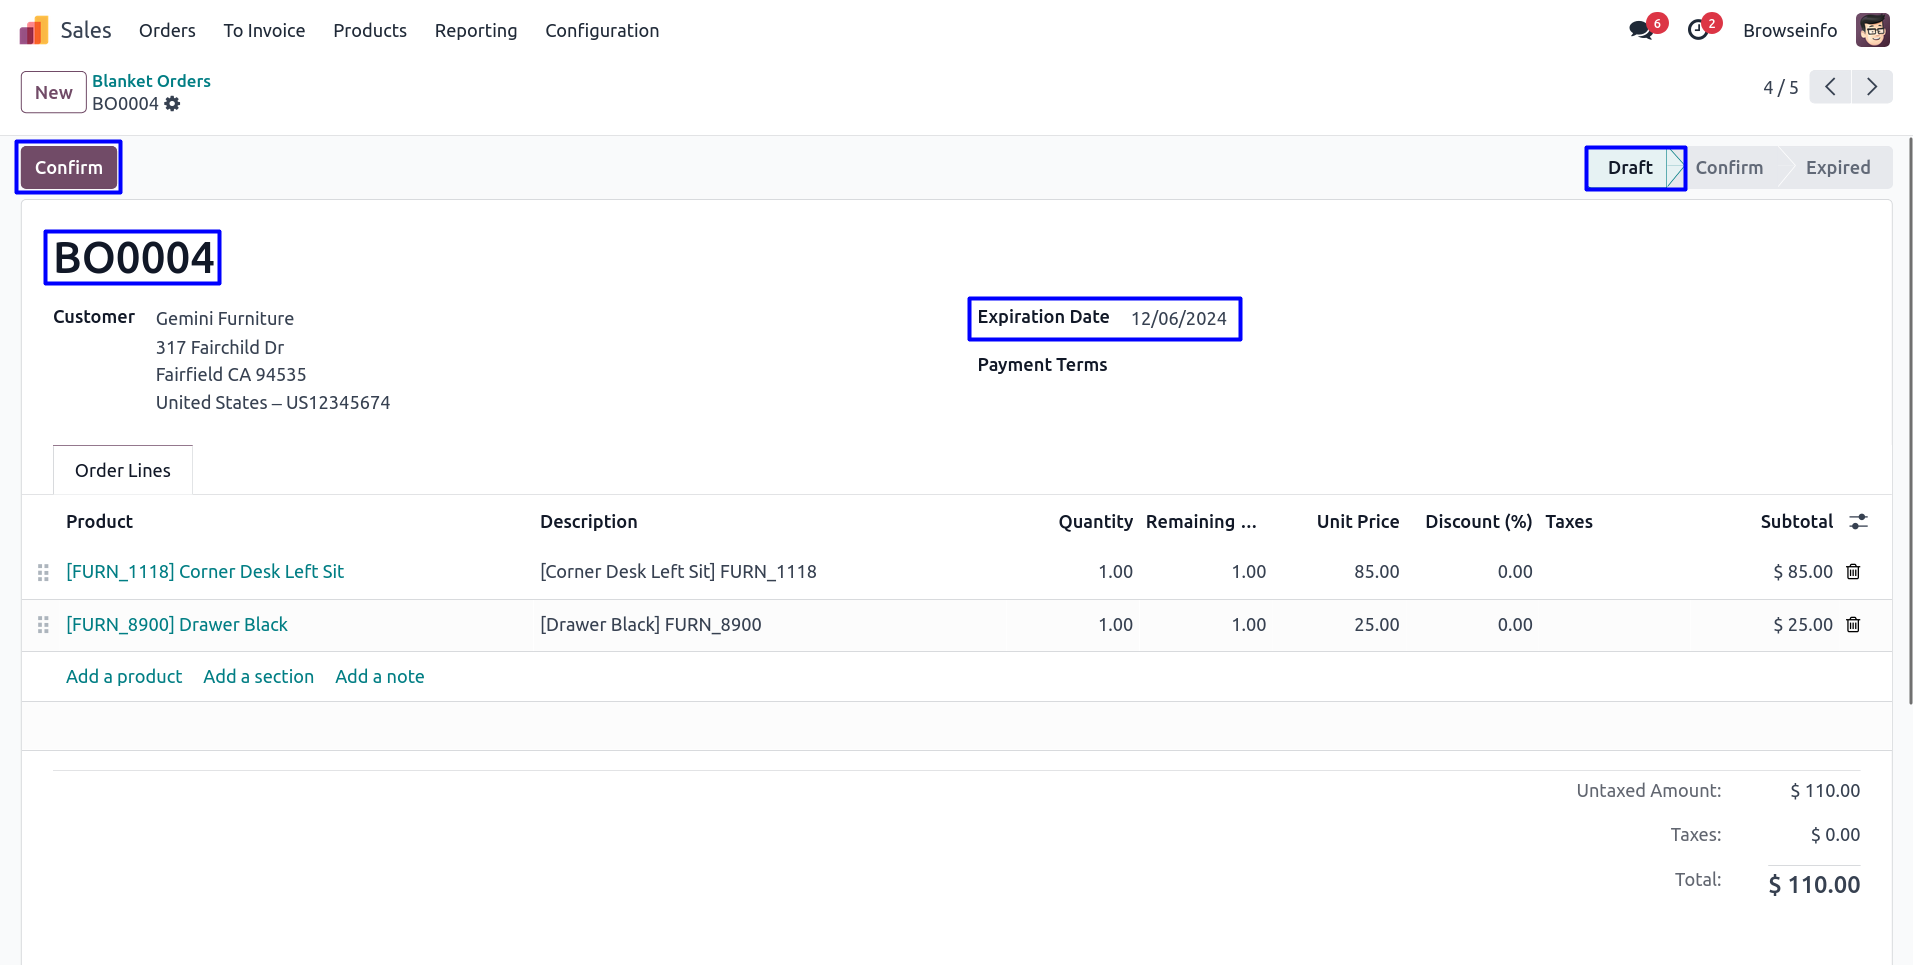 Sales Orders To Invoice Products Reporting Configuration 6 2 Browseinfo
New Blanket Orders
BO0004 4 / 5
Confirm Draft Confirm Expired
BO0004
Customer Gemini Furniture Expiration Date 12/06/2024
317 Fairchild Dr
Fairfield CA 94535 Payment Terms
United States – US12345674
Order Lines
Product Description Quantity Remaining ... Unit Price Discount (%) Taxes Subtotal
[FURN_1118] Corner Desk Left Sit [Corner Desk Left Sit] FURN_1118 1.00 1.00 85.00 0.00 $ 85.00
[FURN_8900] Drawer Black [Drawer Black] FURN_8900 1.00 1.00 25.00 0.00 $ 25.00
Add a product Add a section Add a note
Untaxed Amount: $ 110.00
Taxes: $ 0.00
Total: $ 110.00